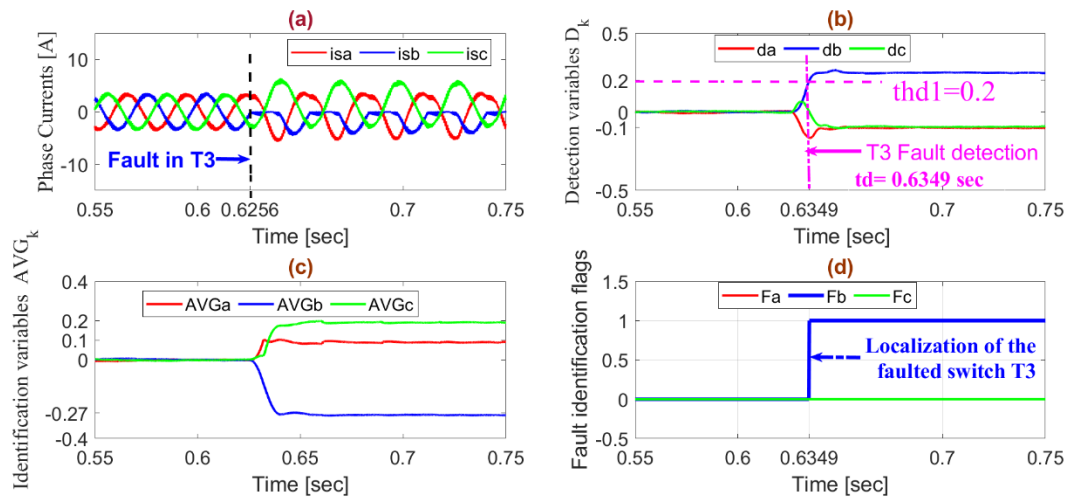 (a)
Phase Currents [A]
10
0
-10
isa isb isc
Fault in T3
0.55 0.6 0.6256 0.7 0.75
Time [sec]
(b)
Detection variables D_k
0.5
0.2
0
-0.1
-0.5
da db dc
thd1=0.2
T3 Fault detection
td= 0.6349 sec
0.55 0.6 0.6349 0.7 0.75
Time [sec]
(c)
Identification variables AVG_k
0.4
0.2
0.1
0
-0.27
-0.4
AVGa AVGb AVGc
0.55 0.6 0.65 0.7 0.75
Time [sec]
(d)
Fault identification flags
1.5
1
0.5
0
-0.5
Fa Fb Fc
Localization of the
faulted switch T3
0.55 0.6 0.6349 0.7 0.75
Time [sec]